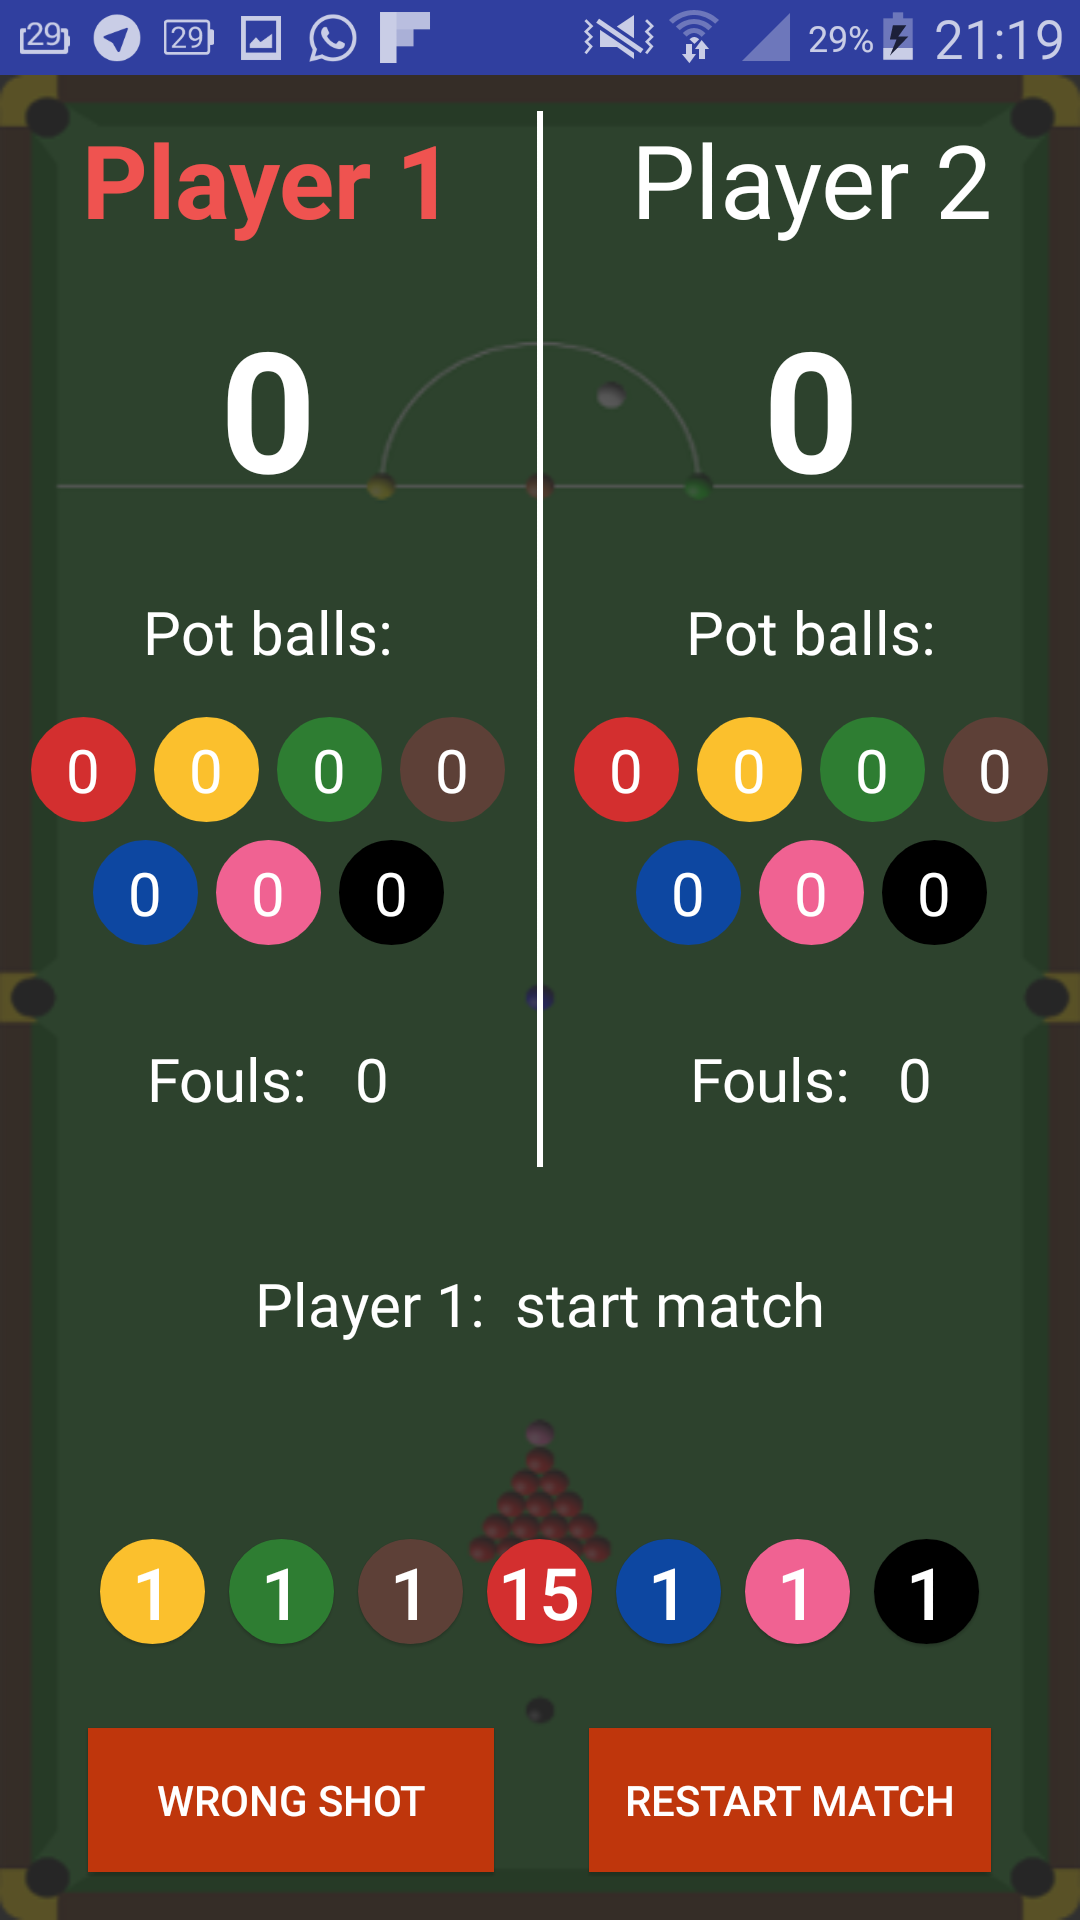 29 29 29% 21:19
Player 1 Player 2
0 0
Pot balls: Pot balls:
0 0 0 0 0 0 0 0
0 0 0 0 0 0
Fouls: 0 Fouls: 0
Player 1: start match
1 1 1 15 1 1 1
WRONG SHOT RESTART MATCH